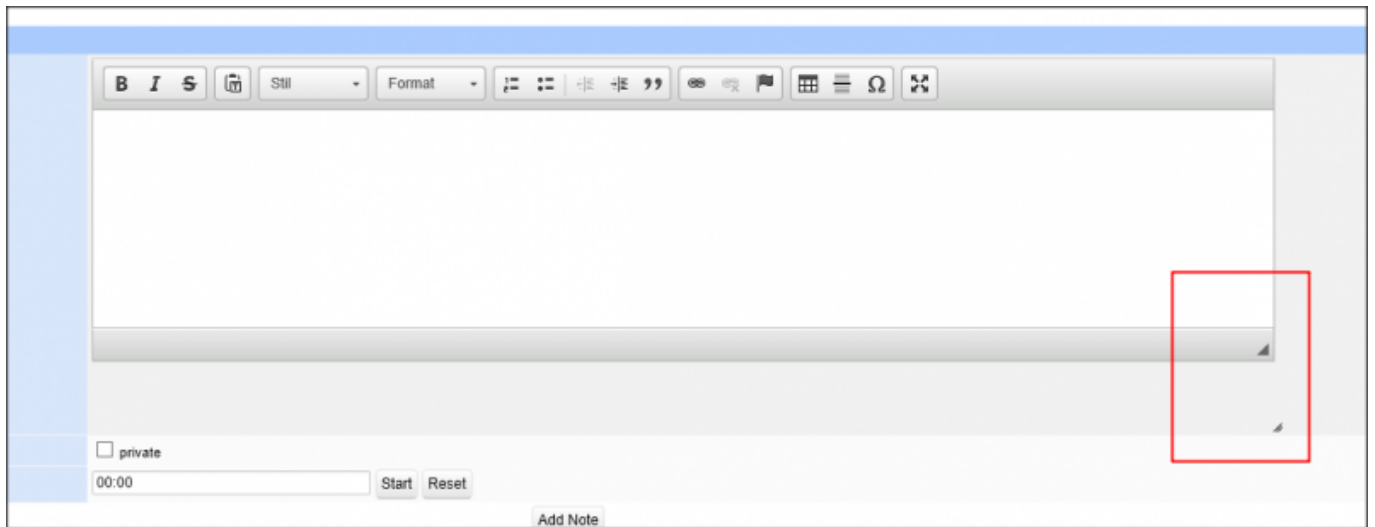 B I S Stil Format Ω
private
00:00 Start Reset
Add Note